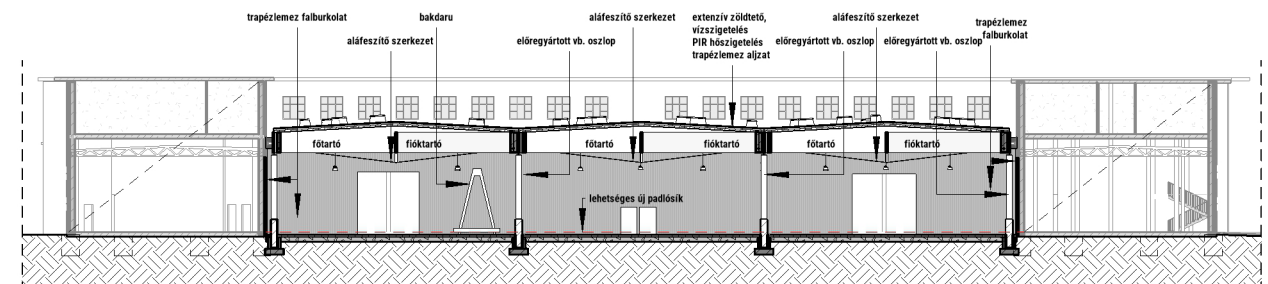 trapézlemez falburkolat
bakdaru
aláfeszítő szerkezet
extenzív zöldtető,
vízszigetelés
PIR hőszigetelés
trapézlemez aljzat
aláfeszítő szerkezet
trapézlemez
falburkolat
aláfeszítő szerkezet
előregyártott vb. oszlop
előregyártott vb. oszlop
előregyártott vb. oszlop
főtartó
fióktartó
főtartó
fióktartó
főtartó
fióktartó
lehetséges új padlósík